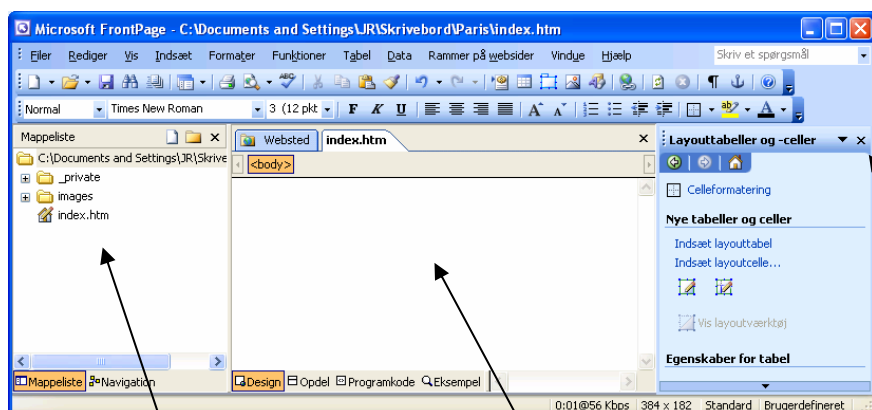 Microsoft FrontPage - C:\Documents and Settings\JR\Skrivebord\Paris\index.htm
Filer Rediger Vis Indsæt Formater Funktioner Tabel Data Rammer på websider Vindue Hjælp Skriv et spørgsmål
Normal Times New Roman 3 (12 pkt F K U
Mappeliste
C:\Documents and Settings\JR\Skrive
_private
images
index.htm
Mappeliste Navigation
Websted index.htm
<body>
Design Opdel Programkode Eksempel
Layouttabeller og -celler
Celleformatering
Nye tabeller og celler
Indsæt layouttabel
Indsæt layoutcelle...
Vis layoutværktøj
Egenskaber for tabel
0:01@56 Kbps 384 x 182 Standard Brugerdefineret